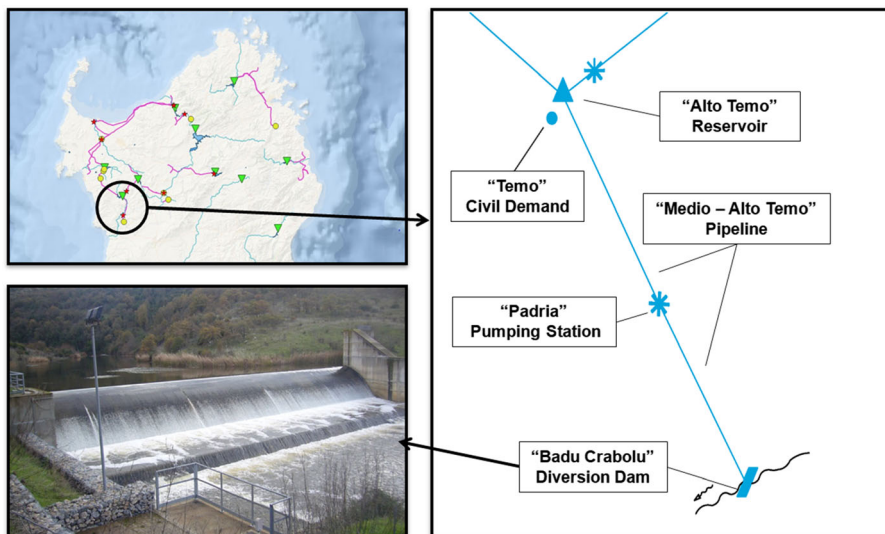 “Alto Temo”
Reservoir
“Temo”
Civil Demand
“Medio – Alto Temo”
Pipeline
“Padria”
Pumping Station
“Badu Crabolu”
Diversion Dam